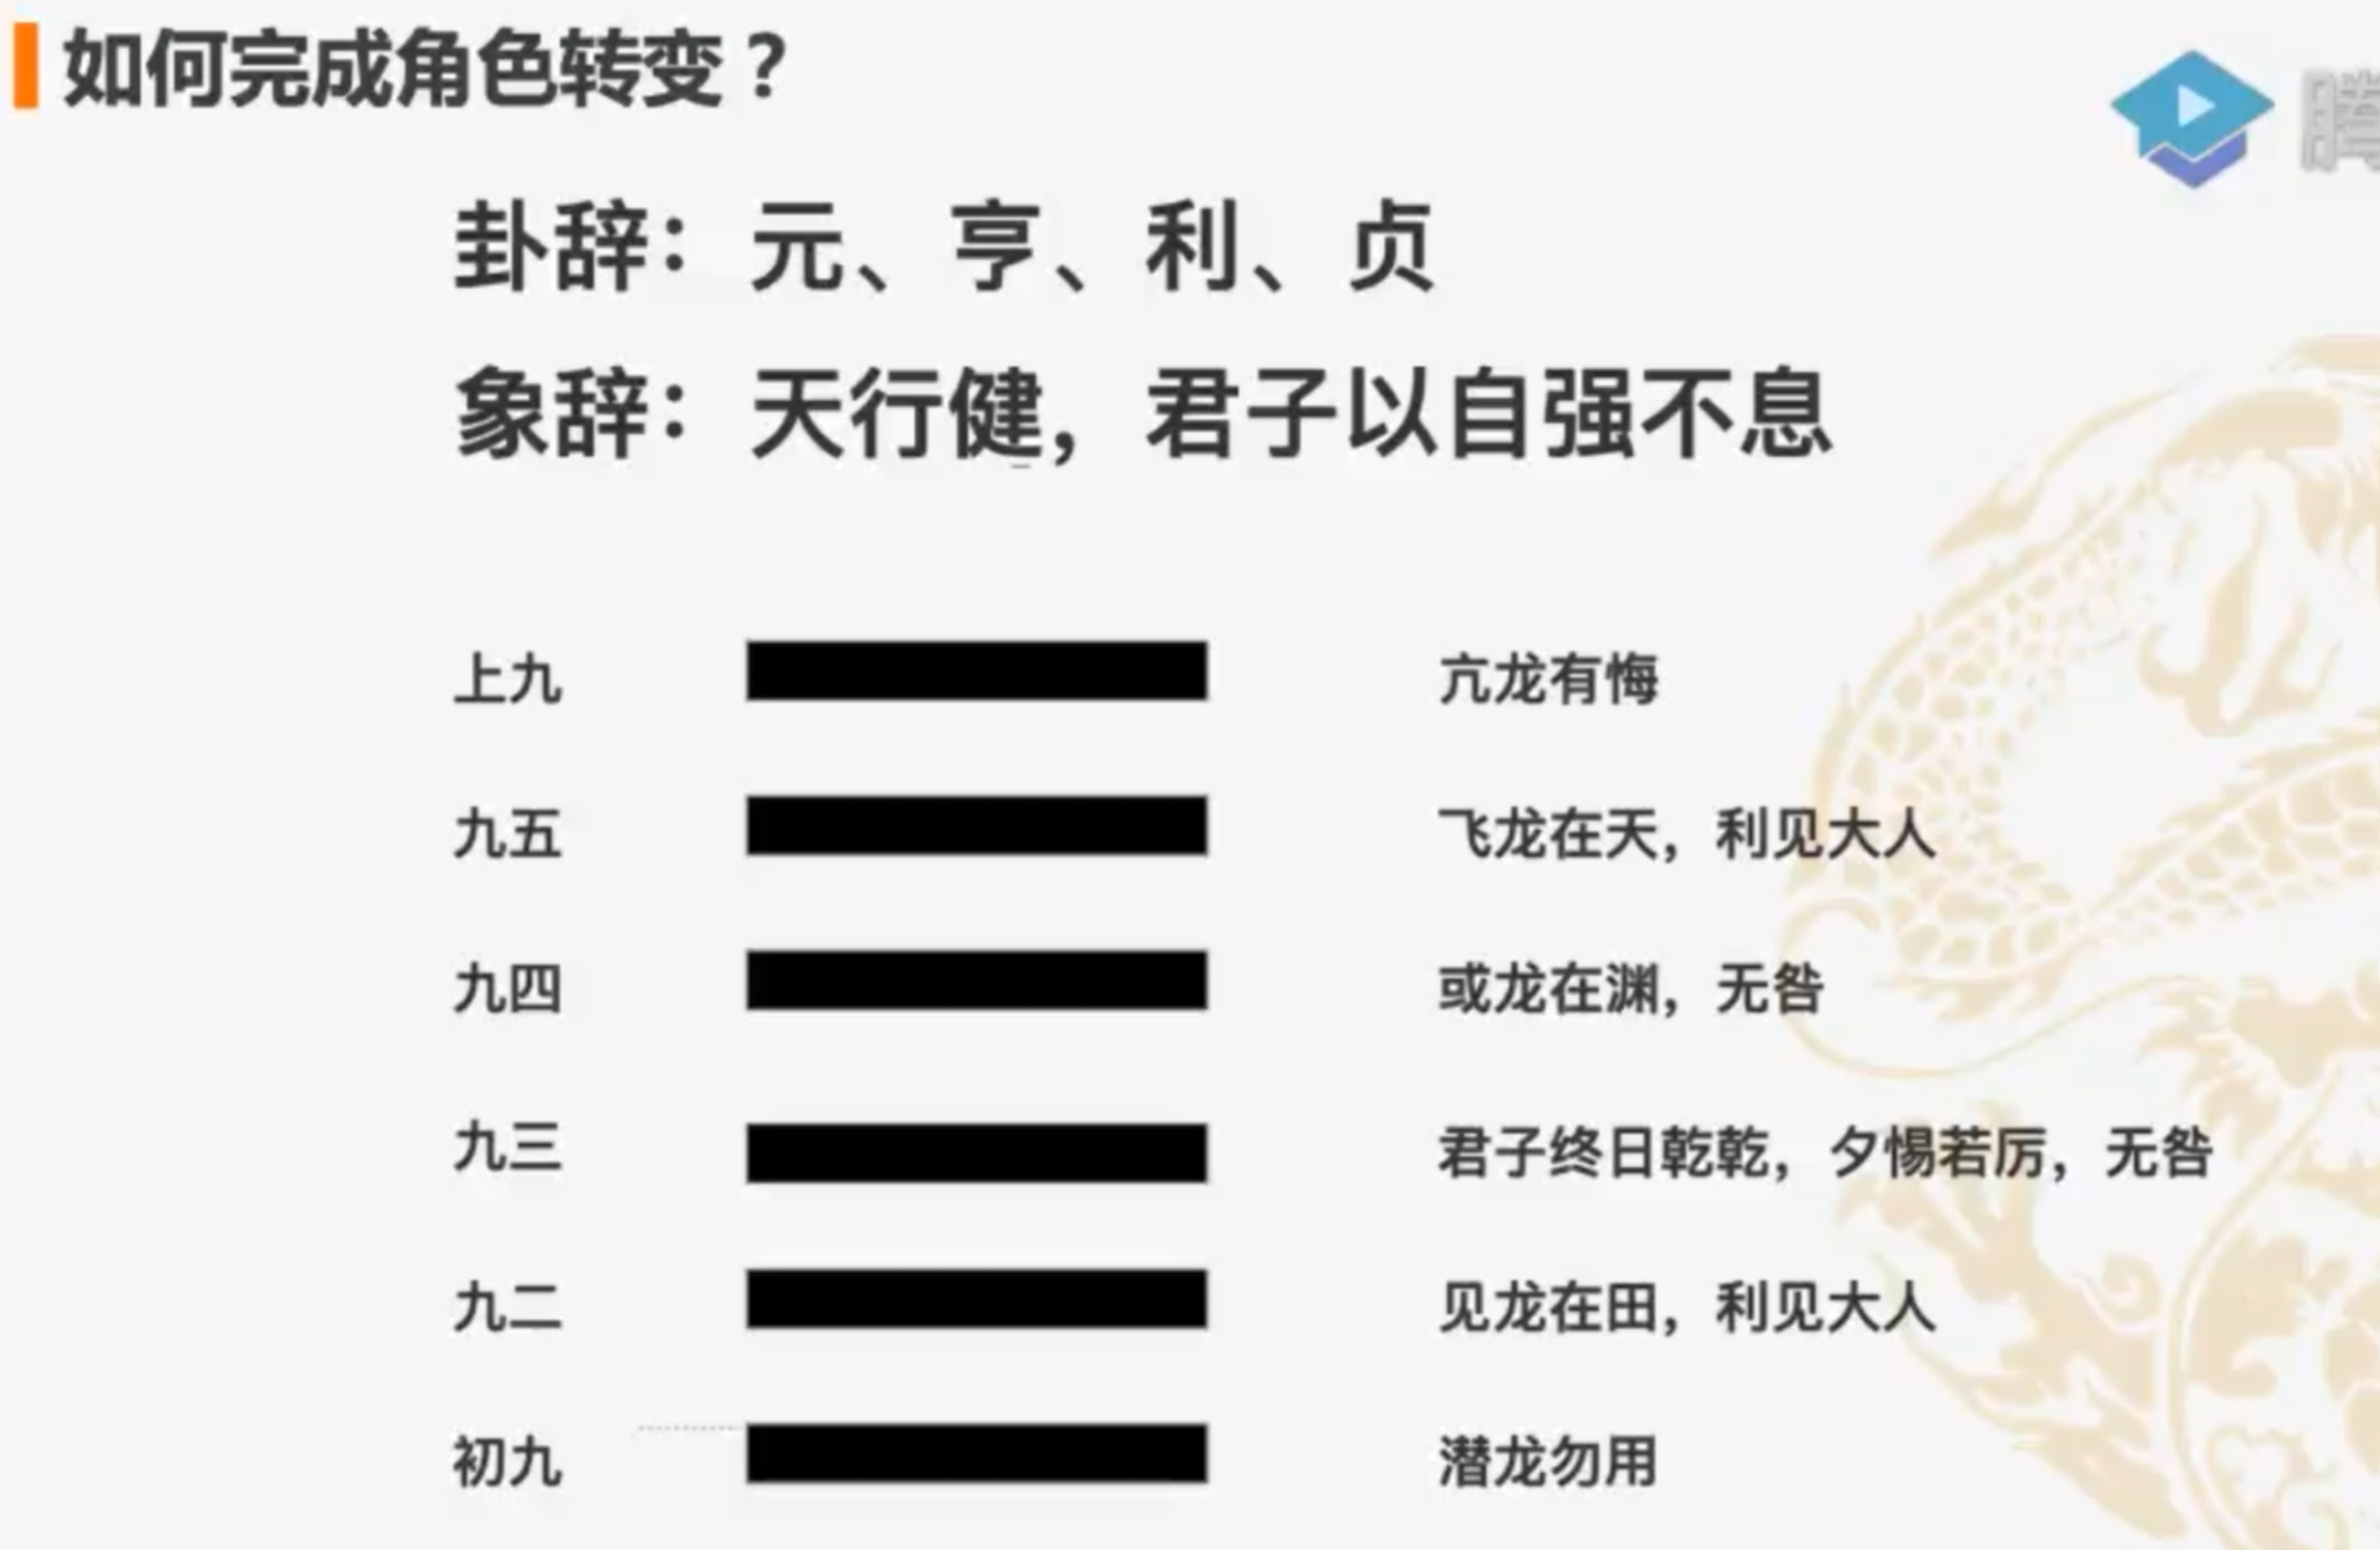 如何完成角色转变？
腾
卦辞：元、亨、利、贞
象辞：天行健，君子以自强不息
上九 亢龙有悔
九五 飞龙在天，利见大人
九四 或龙在渊，无咎
九三 君子终日乾乾，夕惕若厉，无咎
九二 见龙在田，利见大人
初九 潜龙勿用